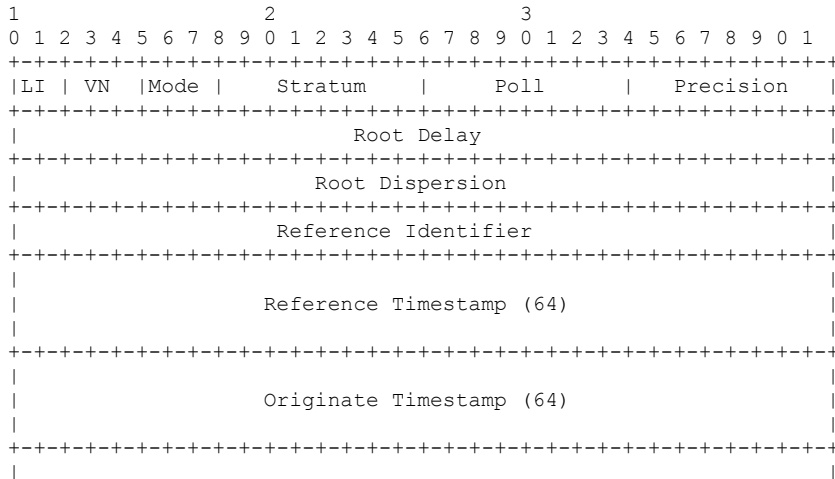 1 2 3
0 1 2 3 4 5 6 7 8 9 0 1 2 3 4 5 6 7 8 9 0 1 2 3 4 5 6 7 8 9 0 1
+-+-+-+-+-+-+-+-+-+-+-+-+-+-+-+-+-+-+-+-+-+-+-+-+-+-+-+-+-+-+-+-+
|LI | VN |Mode | Stratum | Poll | Precision |
+-+-+-+-+-+-+-+-+-+-+-+-+-+-+-+-+-+-+-+-+-+-+-+-+-+-+-+-+-+-+-+-+
| Root Delay |
+-+-+-+-+-+-+-+-+-+-+-+-+-+-+-+-+-+-+-+-+-+-+-+-+-+-+-+-+-+-+-+-+
| Root Dispersion |
+-+-+-+-+-+-+-+-+-+-+-+-+-+-+-+-+-+-+-+-+-+-+-+-+-+-+-+-+-+-+-+-+
| Reference Identifier |
+-+-+-+-+-+-+-+-+-+-+-+-+-+-+-+-+-+-+-+-+-+-+-+-+-+-+-+-+-+-+-+-+
| |
| Reference Timestamp (64) |
| |
+-+-+-+-+-+-+-+-+-+-+-+-+-+-+-+-+-+-+-+-+-+-+-+-+-+-+-+-+-+-+-+-+
| |
| Originate Timestamp (64) |
| |
+-+-+-+-+-+-+-+-+-+-+-+-+-+-+-+-+-+-+-+-+-+-+-+-+-+-+-+-+-+-+-+-+
| |